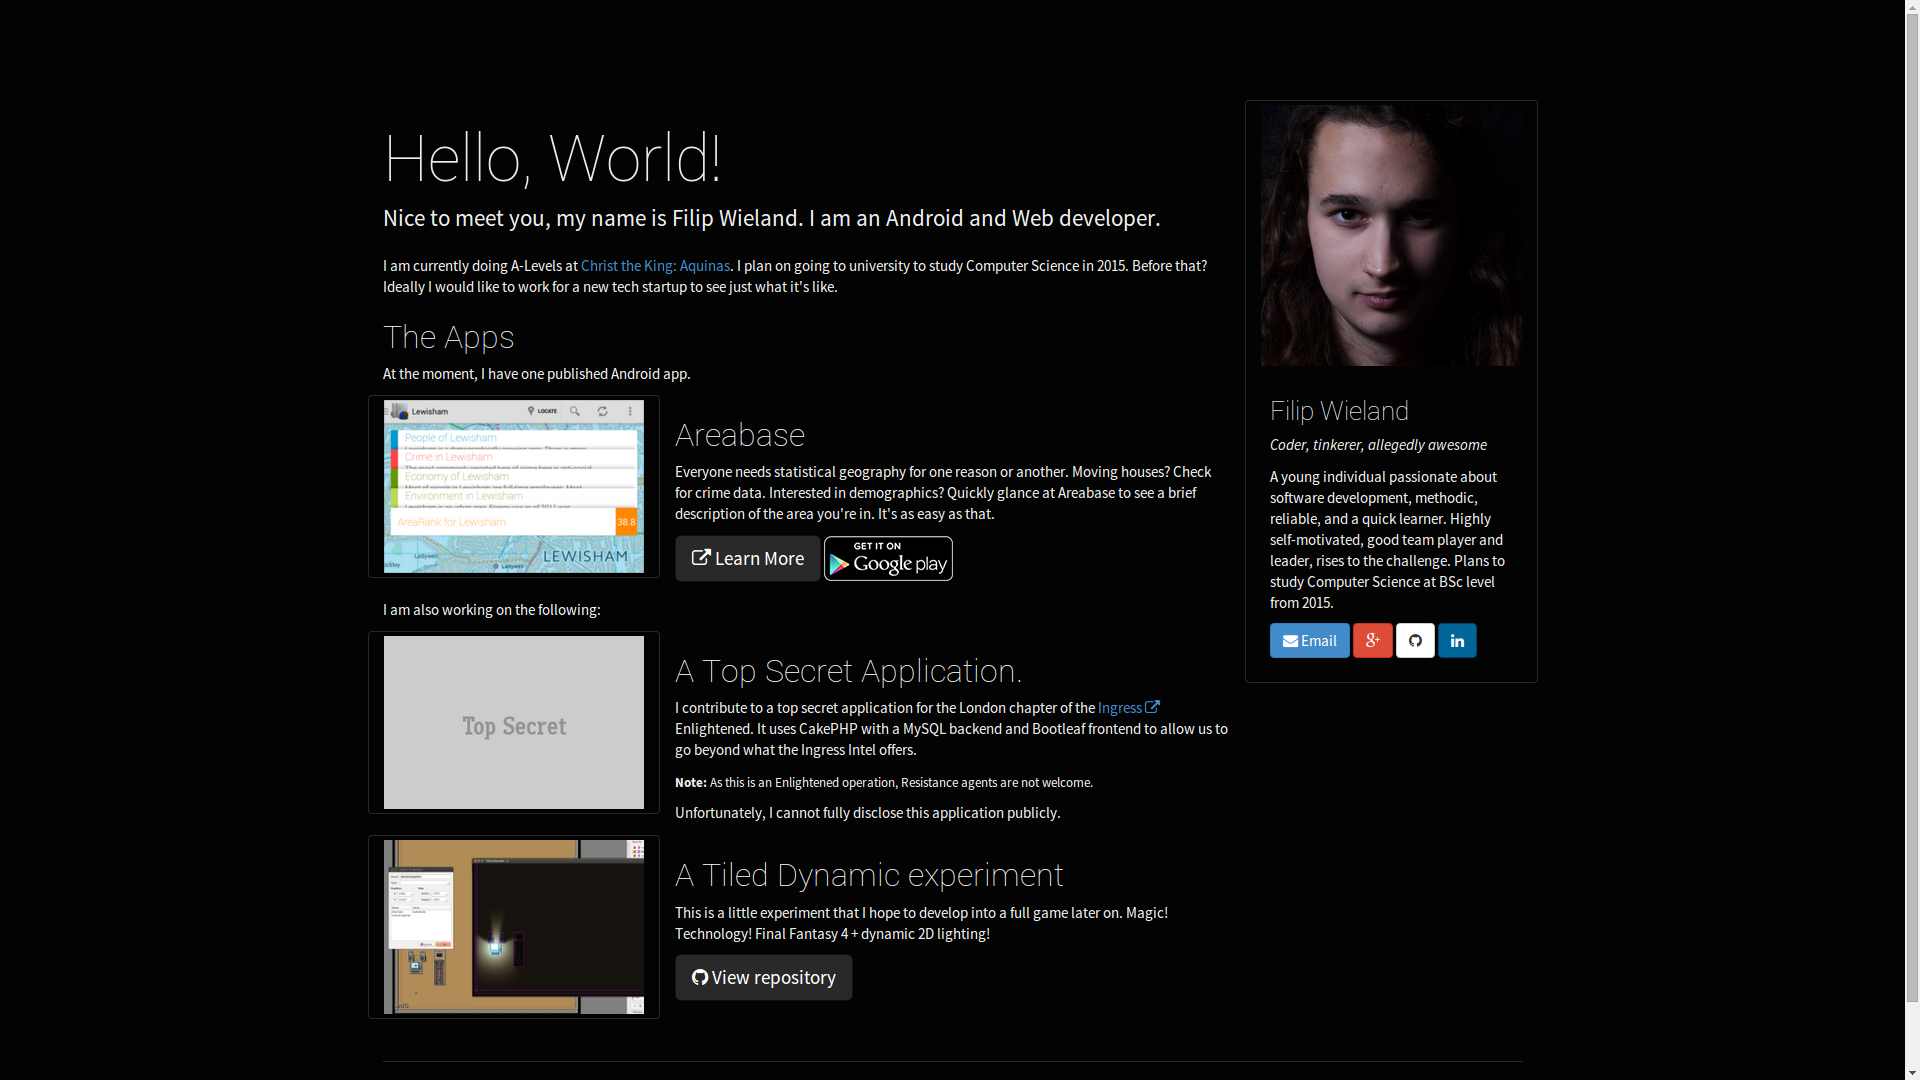 Hello, World!
Nice to meet you, my name is Filip Wieland. I am an Android and Web developer.
I am currently doing A-Levels at Christ the King: Aquinas. I plan on going to university to study Computer Science in 2015. Before that?
Ideally I would like to work for a new tech startup to see just what it's like.
The Apps
At the moment, I have one published Android app.
Lewisham
LOCATE
People of Lewisham
Crime in Lewisham
Economy of Lewisham
Environment in Lewisham
AreaRank for Lewisham
38.8
LEWISHAM
Ladywell
Areabase
Everyone needs statistical geography for one reason or another. Moving houses? Check
for crime data. Interested in demographics? Quickly glance at Areabase to see a brief
description of the area you're in. It's as easy as that.
Learn More
GET IT ON
Google play
I am also working on the following:
Top Secret
A Top Secret Application.
I contribute to a top secret application for the London chapter of the Ingress
Enlightened. It uses CakePHP with a MySQL backend and Bootleaf frontend to allow us to
go beyond what the Ingress Intel offers.
Note: As this is an Enlightened operation, Resistance agents are not welcome.
Unfortunately, I cannot fully disclose this application publicly.
A Tiled Dynamic experiment
This is a little experiment that I hope to develop into a full game later on. Magic!
Technology! Final Fantasy 4 + dynamic 2D lighting!
View repository
Filip Wieland
Coder, tinkerer, allegedly awesome
A young individual passionate about
software development, methodic,
reliable, and a quick learner. Highly
self-motivated, good team player and
leader, rises to the challenge. Plans to
study Computer Science at BSc level
from 2015.
Email
g+
in